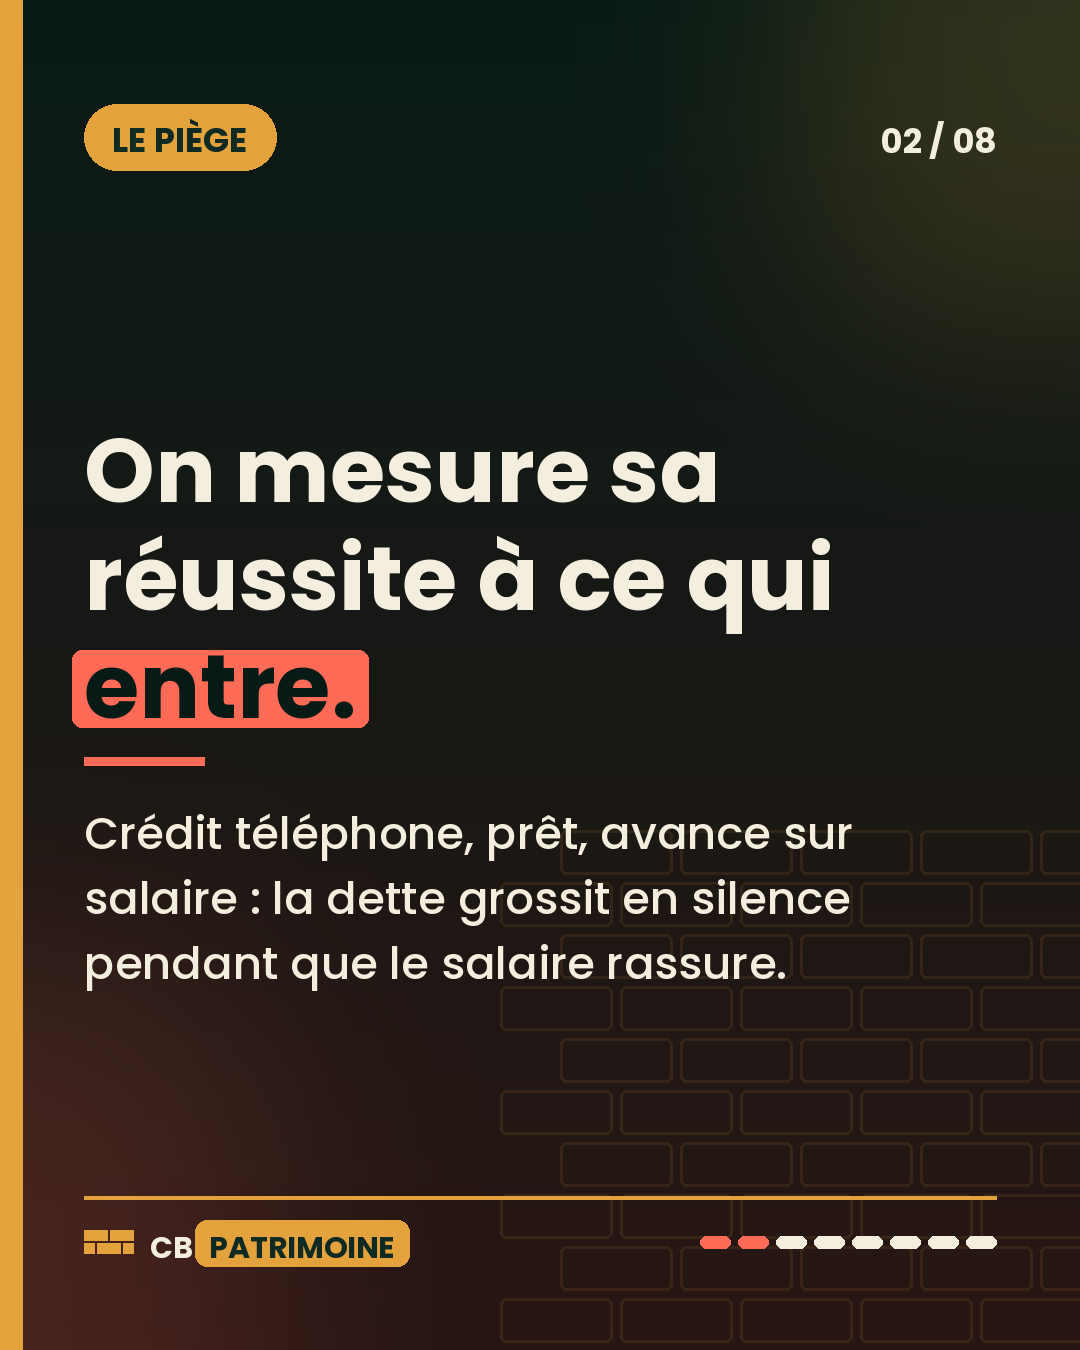 LE PIÈGE
02 / 08
On mesure sa
réussite à ce qui
entre.
Crédit téléphone, prêt, avance sur
salaire : la dette grossit en silence
pendant que le salaire rassure.
CB PATRIMOINE